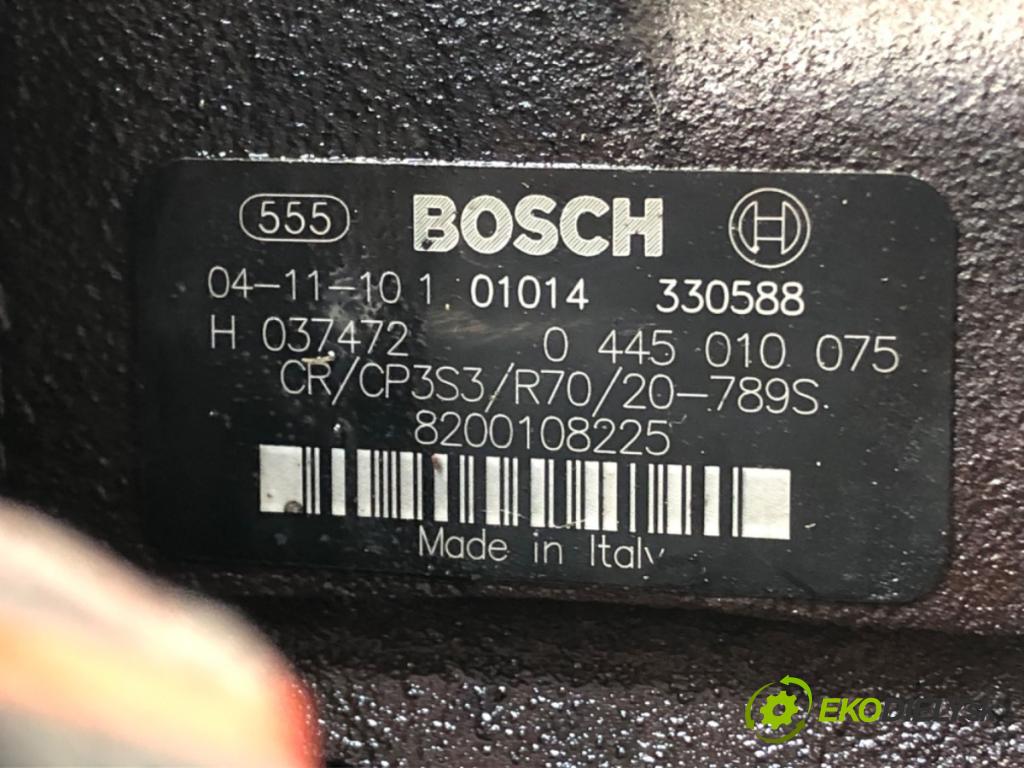 555 BOSCH H
04-11-10 1 01014 330588
H 037472 0 445 010 075
CR/CP3S3/R70/20-789S
8200108225
Made in Italy